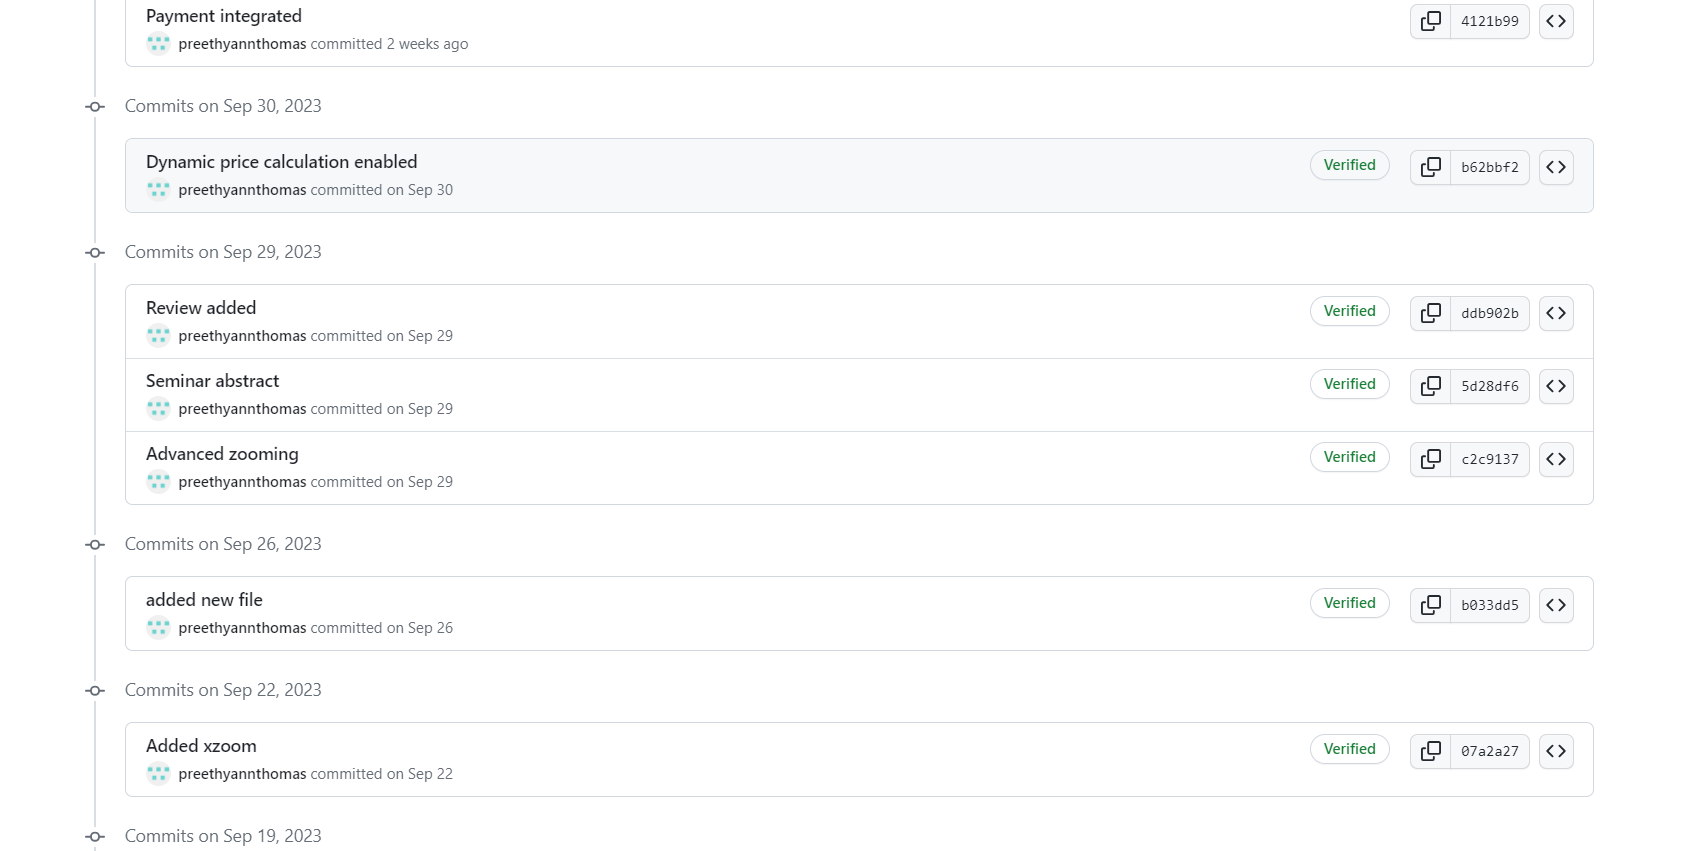 Payment integrated
4121b99
preethyannthomas committed 2 weeks ago
Commits on Sep 30, 2023
Dynamic price calculation enabled
Verified
b62bbf2
preethyannthomas committed on Sep 30
Commits on Sep 29, 2023
Review added
Verified
ddb902b
preethyannthomas committed on Sep 29
Seminar abstract
Verified
5d28df6
preethyannthomas committed on Sep 29
Advanced zooming
Verified
c2c9137
preethyannthomas committed on Sep 29
Commits on Sep 26, 2023
added new file
Verified
b033dd5
preethyannthomas committed on Sep 26
Commits on Sep 22, 2023
Added xzoom
Verified
07a2a27
preethyannthomas committed on Sep 22
Commits on Sep 19, 2023